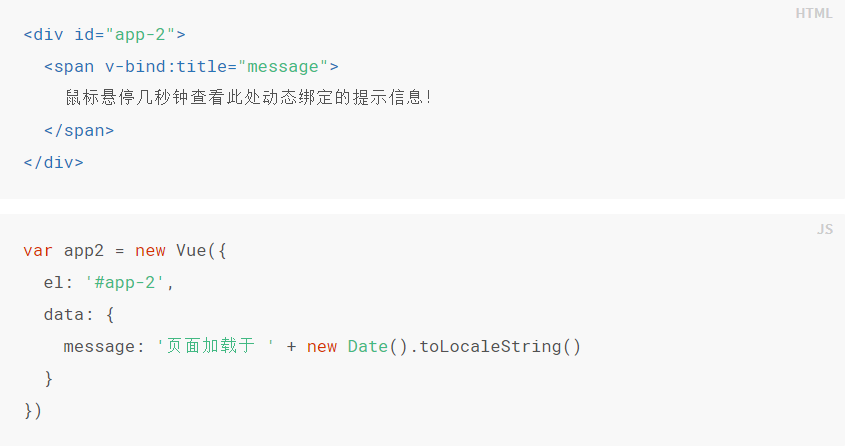 HTML
<div id="app-2">
  <span v-bind:title="message">
    鼠标悬停几秒钟查看此处动态绑定的提示信息！
  </span>
</div>
JS
var app2 = new Vue({
  el: '#app-2',
  data: {
    message: '页面加载于 ' + new Date().toLocaleString()
  }
})